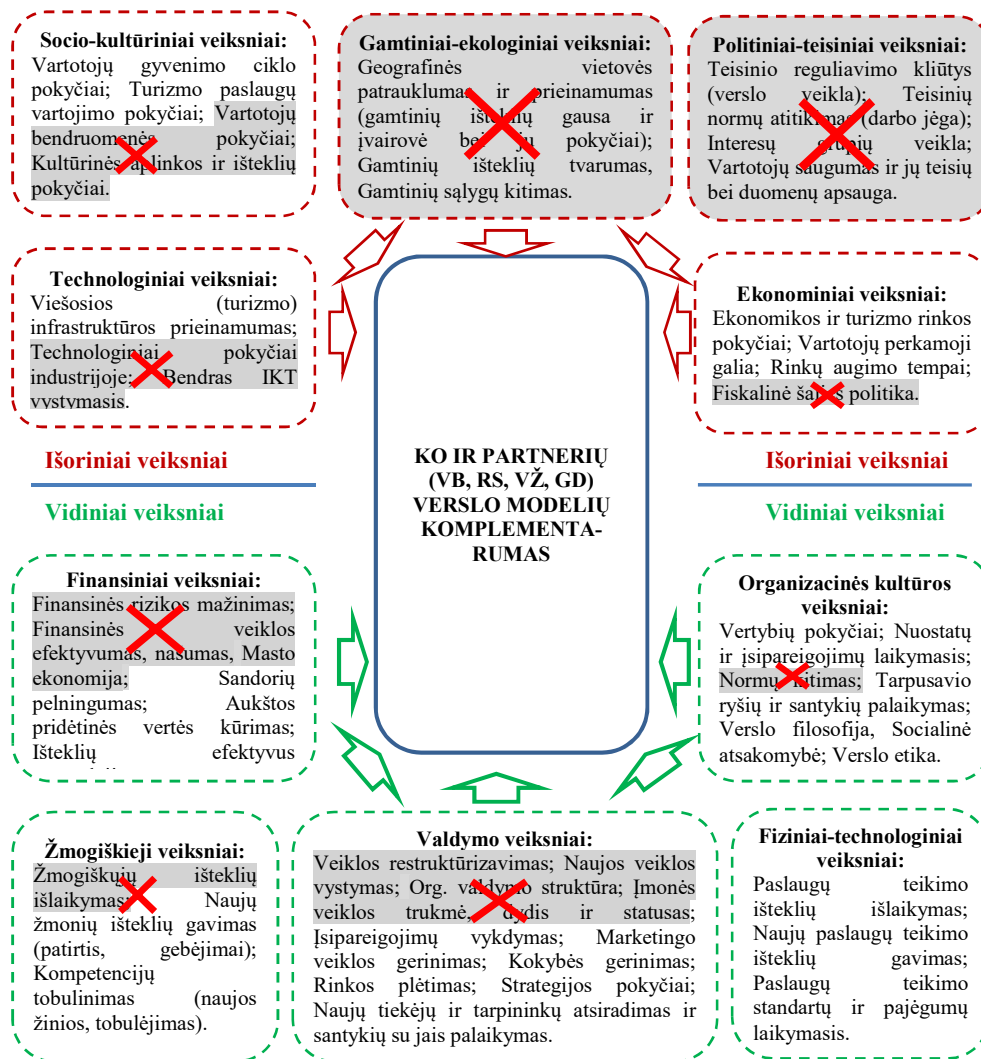 Socio-kultūriniai veiksniai:
Vartotojų gyvenimo ciklo
pokyčiai; Turizmo paslaugų
vartojimo pokyčiai; Vartotojų
bendruomenės pokyčiai;
Kultūrinės aplinkos ir išteklių
pokyčiai.
Gamtiniai-ekologiniai veiksniai:
Geografinės vietovės
patrauklumas ir prieinamumas
(gamtinių išteklių gausa ir
įvairovė bei jų pokyčiai);
Gamtinių išteklių tvarumas,
Gamtinių sąlygų kitimas.
Politiniai-teisiniai veiksniai:
Teisinio reguliavimo kliūtys
(verslo veikla); Teisinių
normų atitikimas (darbo jėga);
Interesų grupių veikla;
Vartotojų saugumas ir jų teisių
bei duomenų apsauga.
Technologiniai veiksniai:
Viešosios (turizmo)
infrastruktūros prieinamumas;
Technologiniai pokyčiai
industrijoje; Bendras IKT
vystymasis.
Ekonominiai veiksniai:
Ekonomikos ir turizmo rinkos
pokyčiai; Vartotojų perkamoji
galia; Rinkų augimo tempai;
Fiskalinė šalies politika.
Išoriniai veiksniai
Vidiniai veiksniai
KO IR PARTNERIŲ
(VB, RS, VŽ, GD)
VERSLO MODELIŲ
KOMPLEMENTA-
RUMAS
Išoriniai veiksniai
Vidiniai veiksniai
Finansiniai veiksniai:
Finansinės rizikos mažinimas;
Finansinės veiklos
efektyvumas, našumas, Masto
ekonomija; Sandorių
pelningumas; Aukštos
pridėtinės vertės kūrimas;
Išteklių efektyvus
Organizacinės kultūros
veiksniai:
Vertybių pokyčiai; Nuostatų
ir įsipareigojimų laikymasis;
Normų kitimas; Tarpusavio
ryšių ir santykių palaikymas;
Verslo filosofija, Socialinė
atsakomybė; Verslo etika.
Žmogiškieji veiksniai:
Žmogiškųjų išteklių
išlaikymas; Naujų
žmonių išteklių gavimas
(patirtis, gebėjimai);
Kompetencijų
tobulinimas (naujos
žinios, tobulėjimas).
Valdymo veiksniai:
Veiklos restruktūrizavimas; Naujos veiklos
vystymas; Org. valdymo struktūra; Įmonės
veiklos trukmė, dydis ir statusas;
Įsipareigojimų vykdymas; Marketingo
veiklos gerinimas; Kokybės gerinimas;
Rinkos plėtimas; Strategijos pokyčiai;
Naujų tiekėjų ir tarpininkų atsiradimas ir
santykių su jais palaikymas.
Fiziniai-technologiniai
veiksniai:
Paslaugų teikimo
išteklių išlaikymas;
Naujų paslaugų teikimo
išteklių gavimas;
Paslaugų teikimo
standartų ir pajėgumų
laikymasis.